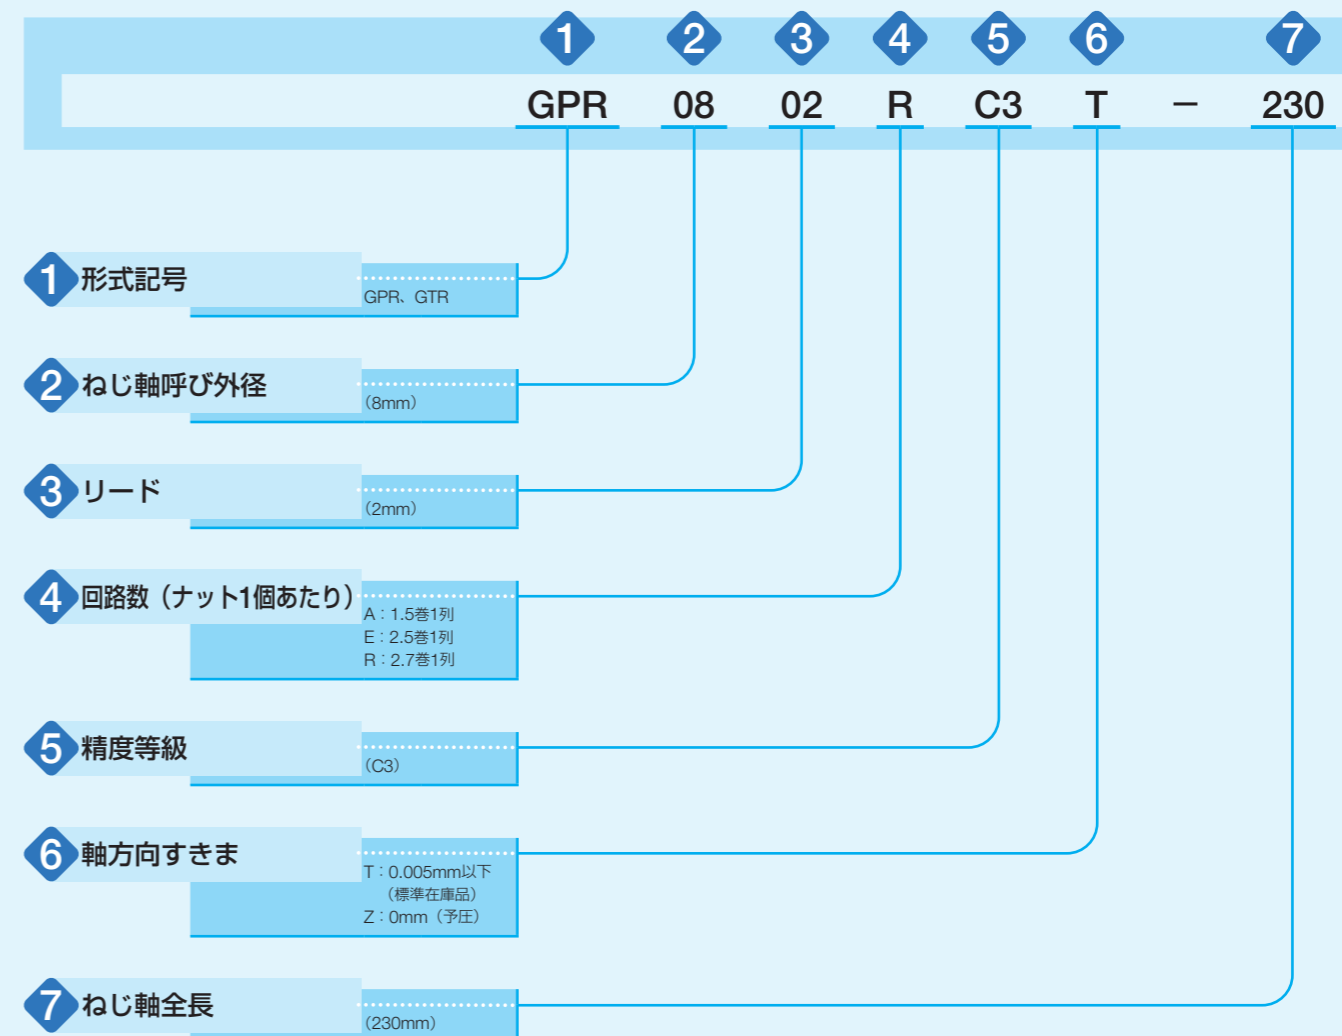 1 2 3 4 5 6 7
GPR 08 02 R C3 T － 230
1 形式記号
GPR、GTR
2 ねじ軸呼び外径
（8mm）
3 リード
（2mm）
4 回路数（ナット1個あたり）
A：1.5巻1列
E：2.5巻1列
R：2.7巻1列
5 精度等級
（C3）
6 軸方向すきま
T：0.005mm以下
（標準在庫品）
Z：0mm（予圧）
7 ねじ軸全長
（230mm）